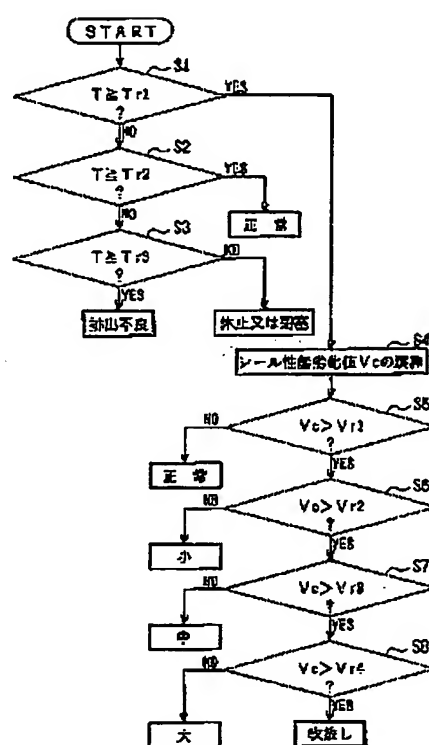 START
S1
T≧Tr1
?
YES
NO
S2
T≧Tr2
?
YES
NO
正常
S3
T≧Tr3
?
NO
YES
排出不良
休止又は閉塞
S4
シール性能劣化値Vcの演算
S5
Vc>Vr1
?
NO
YES
正常
S6
Vc>Vr2
?
NO
YES
小
S7
Vc>Vr3
?
NO
YES
中
S8
Vc>Vr4
?
NO
YES
大
吹放し